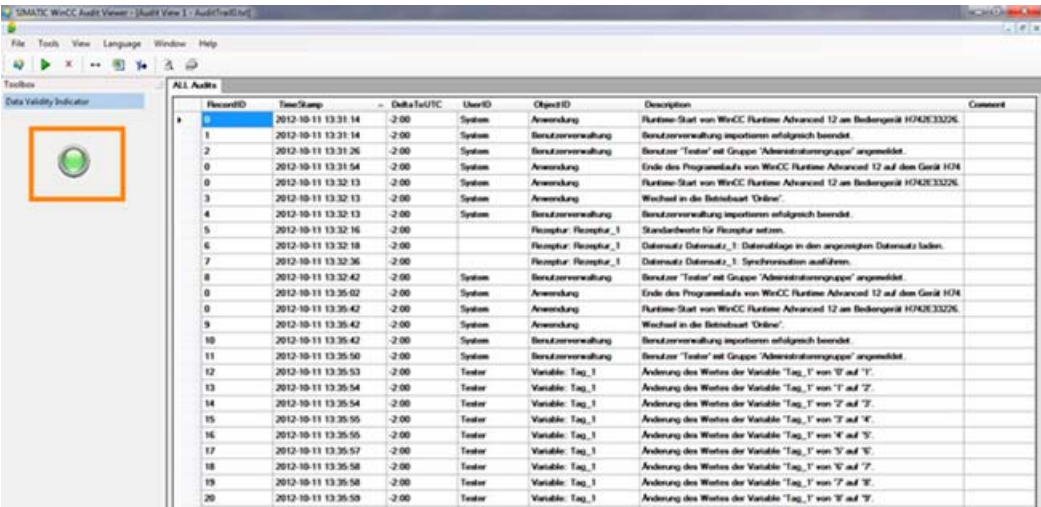 SIMATIC WinCC Audit Viewer - [Audit View 1 - AuditTrail0.txt]
File Tools View Language Window Help
Toolbox
Data Validity Indicator
ALL Audits
RecordID TimeStamp DeltaToUTC UserID ObjectID Description Comment
0 2012-10-11 13:31:14 -2:00 System Anwendung Runtime-Start von WinCC Runtime Advanced 12 am Bediengerät H742E33226.
1 2012-10-11 13:31:14 -2:00 System Benutzerverwaltung Benutzerverwaltung importieren erfolgreich beendet.
2 2012-10-11 13:31:26 -2:00 System Benutzerverwaltung Benutzer 'Tester' mit Gruppe 'Administratorengruppe' angemeldet.
0 2012-10-11 13:31:54 -2:00 System Anwendung Ende des Programmlaufs von WinCC Runtime Advanced 12 auf dem Gerät H74
0 2012-10-11 13:32:13 -2:00 System Anwendung Runtime-Start von WinCC Runtime Advanced 12 am Bediengerät H742E33226.
3 2012-10-11 13:32:13 -2:00 System Anwendung Wechsel in die Betriebsart 'Online'.
4 2012-10-11 13:32:13 -2:00 System Benutzerverwaltung Benutzerverwaltung importieren erfolgreich beendet.
5 2012-10-11 13:32:16 -2:00 Rezeptur: Rezeptur_1 Standardwerte für Rezeptur setzen.
6 2012-10-11 13:32:18 -2:00 Rezeptur: Rezeptur_1 Datensatz Datensatz_1: Datenablage in den angezeigten Datensatz laden.
7 2012-10-11 13:32:36 -2:00 Rezeptur: Rezeptur_1 Datensatz Datensatz_1: Synchronisation ausführen.
8 2012-10-11 13:32:42 -2:00 System Benutzerverwaltung Benutzer 'Tester' mit Gruppe 'Administratorengruppe' angemeldet.
0 2012-10-11 13:35:02 -2:00 System Anwendung Ende des Programmlaufs von WinCC Runtime Advanced 12 auf dem Gerät H74
0 2012-10-11 13:35:42 -2:00 System Anwendung Runtime-Start von WinCC Runtime Advanced 12 am Bediengerät H742E33226.
9 2012-10-11 13:35:42 -2:00 System Anwendung Wechsel in die Betriebsart 'Online'.
10 2012-10-11 13:35:42 -2:00 System Benutzerverwaltung Benutzerverwaltung importieren erfolgreich beendet.
11 2012-10-11 13:35:50 -2:00 System Benutzerverwaltung Benutzer 'Tester' mit Gruppe 'Administratorengruppe' angemeldet.
12 2012-10-11 13:35:53 -2:00 Tester Variable: Tag_1 Änderung des Wertes der Variable 'Tag_1' von '0' auf '1'.
13 2012-10-11 13:35:54 -2:00 Tester Variable: Tag_1 Änderung des Wertes der Variable 'Tag_1' von '1' auf '2'.
14 2012-10-11 13:35:54 -2:00 Tester Variable: Tag_1 Änderung des Wertes der Variable 'Tag_1' von '2' auf '3'.
15 2012-10-11 13:35:55 -2:00 Tester Variable: Tag_1 Änderung des Wertes der Variable 'Tag_1' von '3' auf '4'.
16 2012-10-11 13:35:55 -2:00 Tester Variable: Tag_1 Änderung des Wertes der Variable 'Tag_1' von '4' auf '5'.
17 2012-10-11 13:35:57 -2:00 Tester Variable: Tag_1 Änderung des Wertes der Variable 'Tag_1' von '5' auf '6'.
18 2012-10-11 13:35:58 -2:00 Tester Variable: Tag_1 Änderung des Wertes der Variable 'Tag_1' von '6' auf '7'.
19 2012-10-11 13:35:58 -2:00 Tester Variable: Tag_1 Änderung des Wertes der Variable 'Tag_1' von '7' auf '8'.
20 2012-10-11 13:35:59 -2:00 Tester Variable: Tag_1 Änderung des Wertes der Variable 'Tag_1' von '8' auf '9'.